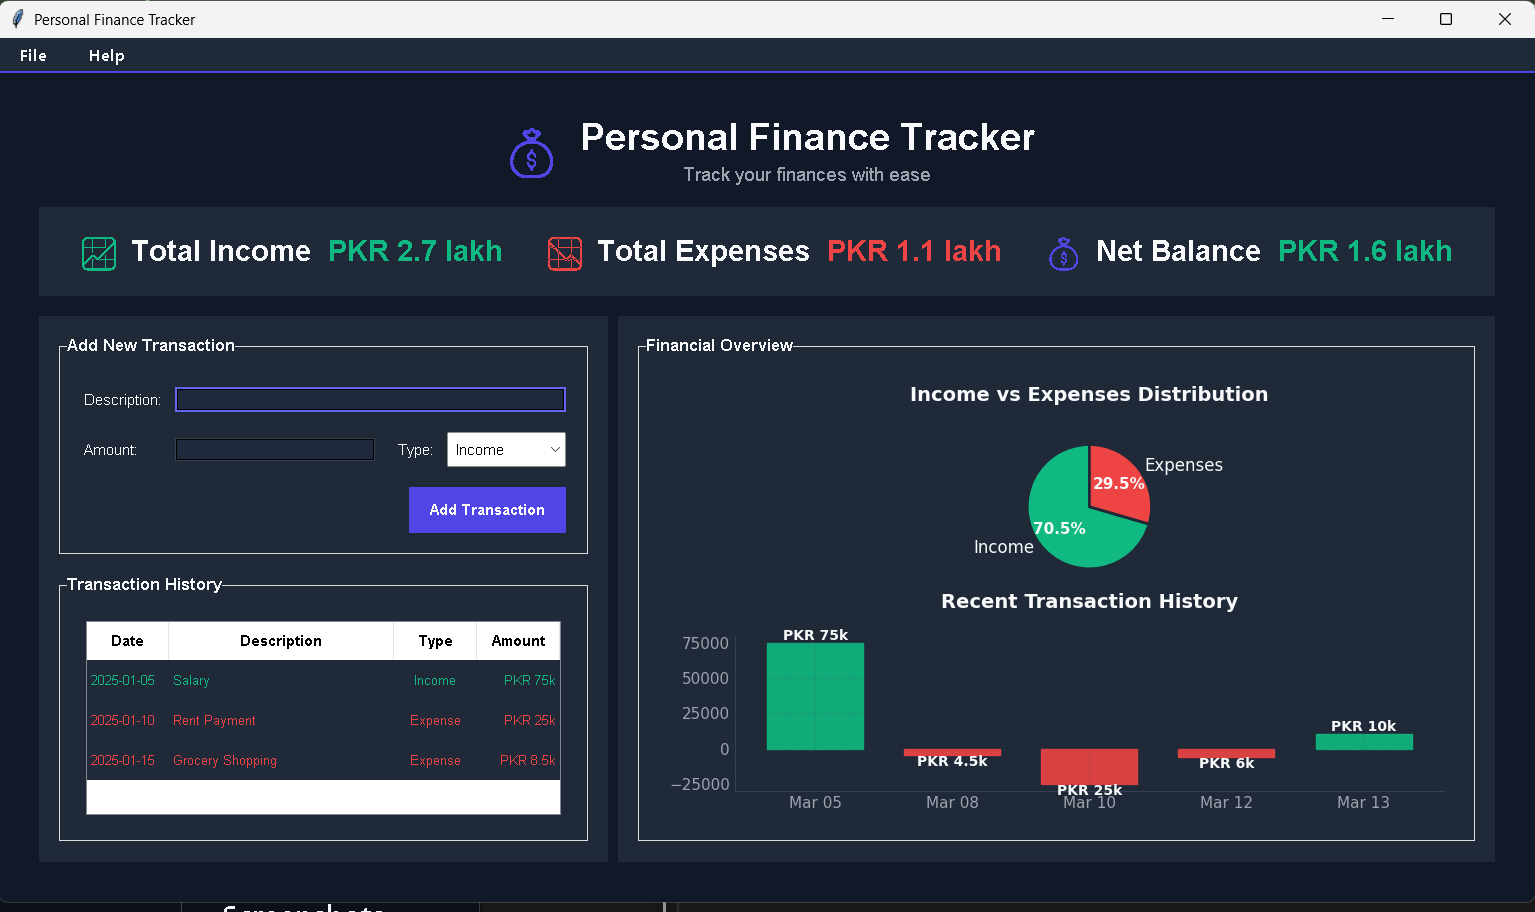 Personal Finance Tracker
File Help
Personal Finance Tracker
Track your finances with ease
Total Income PKR 2.7 lakh Total Expenses PKR 1.1 lakh Net Balance PKR 1.6 lakh
Add New Transaction
Description:
Amount: Type: Income
Add Transaction
Transaction History
Date Description Type Amount
2025-01-05 Salary Income PKR 75k
2025-01-10 Rent Payment Expense PKR 25k
2025-01-15 Grocery Shopping Expense PKR 8.5k
Financial Overview
Income vs Expenses Distribution
Expenses
29.5%
70.5%
Income
Recent Transaction History
PKR 75k
75000
50000
25000
PKR 10k
0
PKR 4.5k
PKR 6k
−25000
PKR 25k
Mar 05 Mar 08 Mar 10 Mar 12 Mar 13